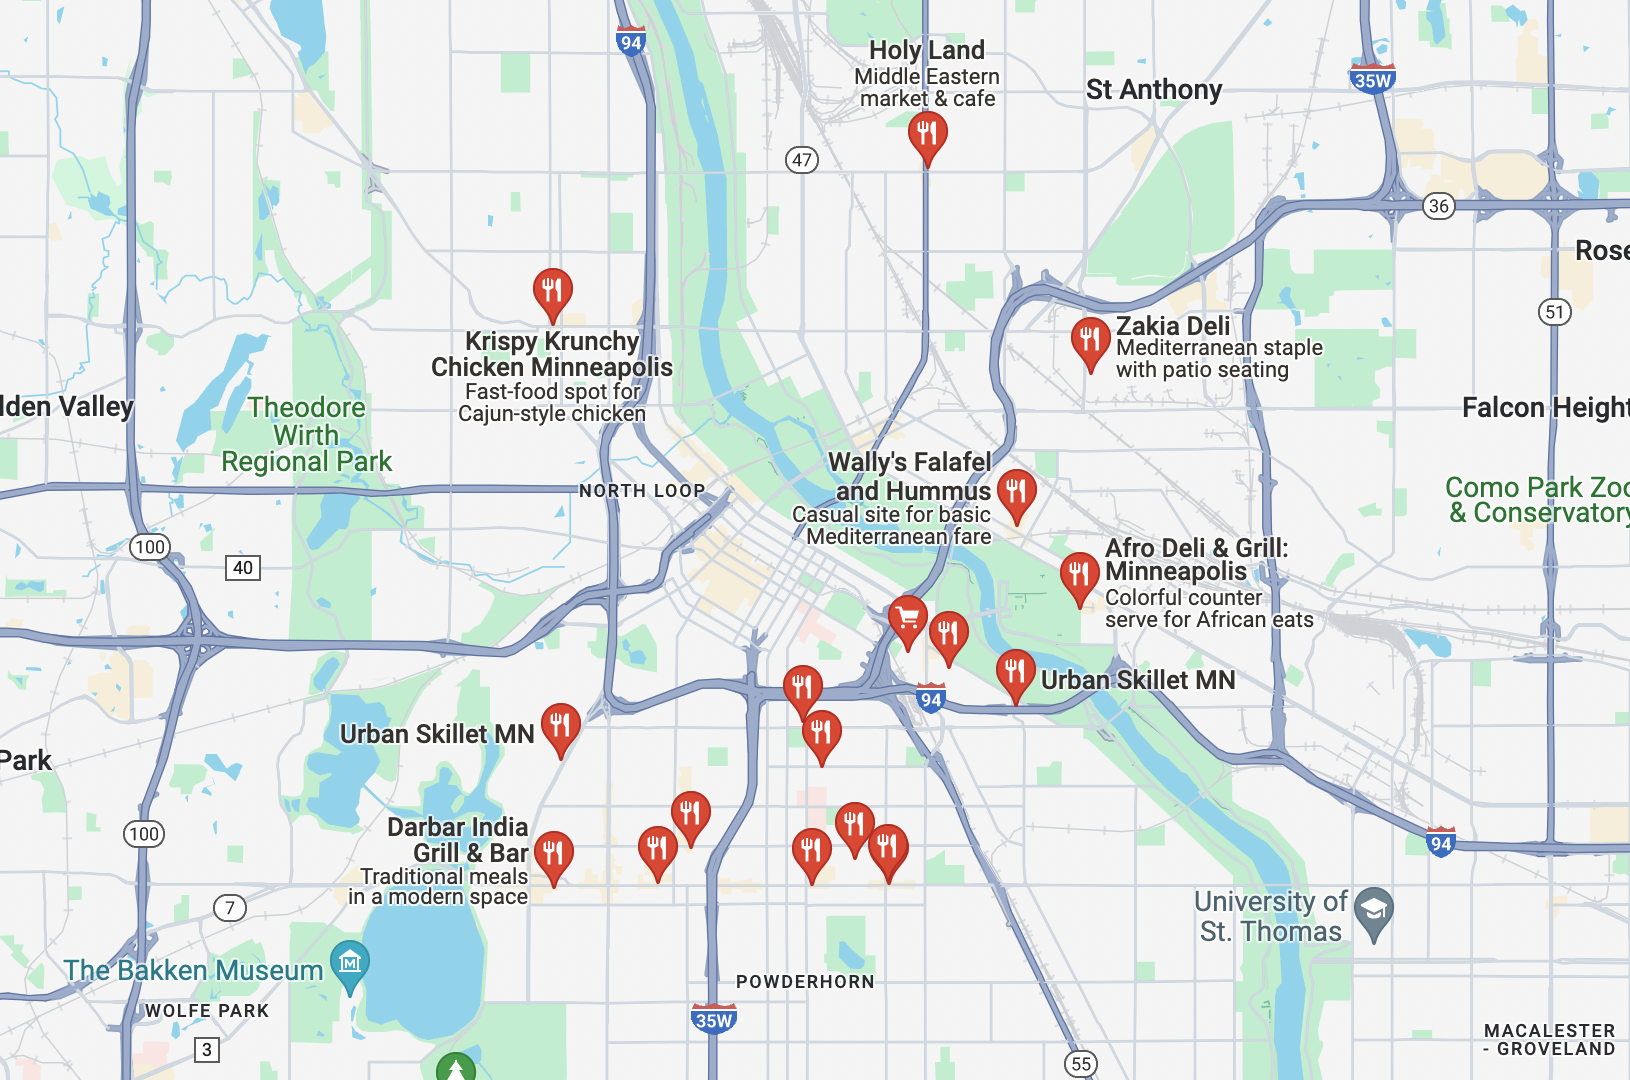 94
Holy Land
Middle Eastern
market & cafe
St Anthony
35W
47
36
Rose
Krispy Krunchy
Chicken Minneapolis
Fast-food spot for
Cajun-style chicken
Zakia Deli
Mediterranean staple
with patio seating
51
lden Valley
Theodore
Wirth
Regional Park
Falcon Height
Wally's Falafel
and Hummus
Casual site for basic
Mediterranean fare
NORTH LOOP
Como Park Zoo
& Conservatory
100
40
Afro Deli & Grill:
Minneapolis
Colorful counter
serve for African eats
Urban Skillet MN
94
Urban Skillet MN
Park
100
Darbar India
Grill & Bar
Traditional meals
in a modern space
94
7
University of
St. Thomas
The Bakken Museum
M
POWDERHORN
WOLFE PARK
35W
3
55
MACALESTER
- GROVELAND